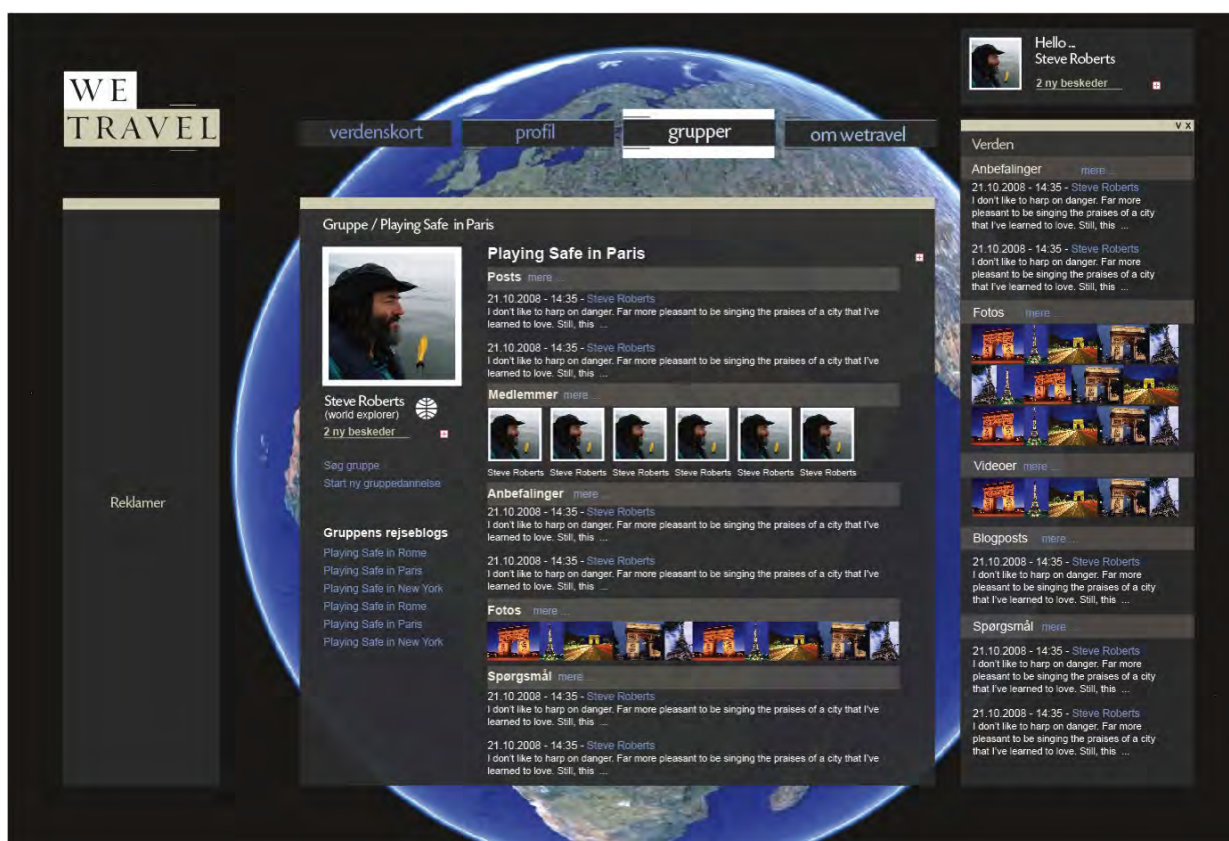 WE
TRAVEL
verdenskort
profil
grupper
om wetravel
Hello ...
Steve Roberts
2 ny beskeder
Reklamer
Gruppe / Playing Safe in Paris
Steve Roberts
(world explorer)
2 ny beskeder
Søg gruppe
Start ny gruppedannelse
Gruppens rejseblogs
Playing Safe in Rome
Playing Safe in Paris
Playing Safe in New York
Playing Safe in Rome
Playing Safe in Paris
Playing Safe in New York
Playing Safe in Paris
Posts mere ...
21.10.2008 - 14:35 - Steve Roberts
I don't like to harp on danger. Far more pleasant to be singing the praises of a city that I've
learned to love. Still, this ...
21.10.2008 - 14:35 - Steve Roberts
I don't like to harp on danger. Far more pleasant to be singing the praises of a city that I've
learned to love. Still, this ...
Medlemmer mere ...
Steve Roberts Steve Roberts Steve Roberts Steve Roberts Steve Roberts Steve Roberts
Anbefalinger mere ...
21.10.2008 - 14:35 - Steve Roberts
I don't like to harp on danger. Far more pleasant to be singing the praises of a city that I've
learned to love. Still, this ...
21.10.2008 - 14:35 - Steve Roberts
I don't like to harp on danger. Far more pleasant to be singing the praises of a city that I've
learned to love. Still, this ...
Fotos mere ...
Spørgsmål mere ...
21.10.2008 - 14:35 - Steve Roberts
I don't like to harp on danger. Far more pleasant to be singing the praises of a city that I've
learned to love. Still, this ...
21.10.2008 - 14:35 - Steve Roberts
I don't like to harp on danger. Far more pleasant to be singing the praises of a city that I've
learned to love. Still, this ...
V X
Verden
Anbefalinger mere ...
21.10.2008 - 14:35 - Steve Roberts
I don't like to harp on danger. Far more
pleasant to be singing the praises of a city
that I've learned to love. Still, this ...
21.10.2008 - 14:35 - Steve Roberts
I don't like to harp on danger. Far more
pleasant to be singing the praises of a city
that I've learned to love. Still, this ...
Fotos mere ...
Videoer mere ...
Blogposts mere ...
21.10.2008 - 14:35 - Steve Roberts
I don't like to harp on danger. Far more
pleasant to be singing the praises of a city
that I've learned to love. Still, this ...
Spørgsmål mere ...
21.10.2008 - 14:35 - Steve Roberts
I don't like to harp on danger. Far more
pleasant to be singing the praises of a city
that I've learned to love. Still, this ...
21.10.2008 - 14:35 - Steve Roberts
I don't like to harp on danger. Far more
pleasant to be singing the praises of a city
that I've learned to love. Still, this ...